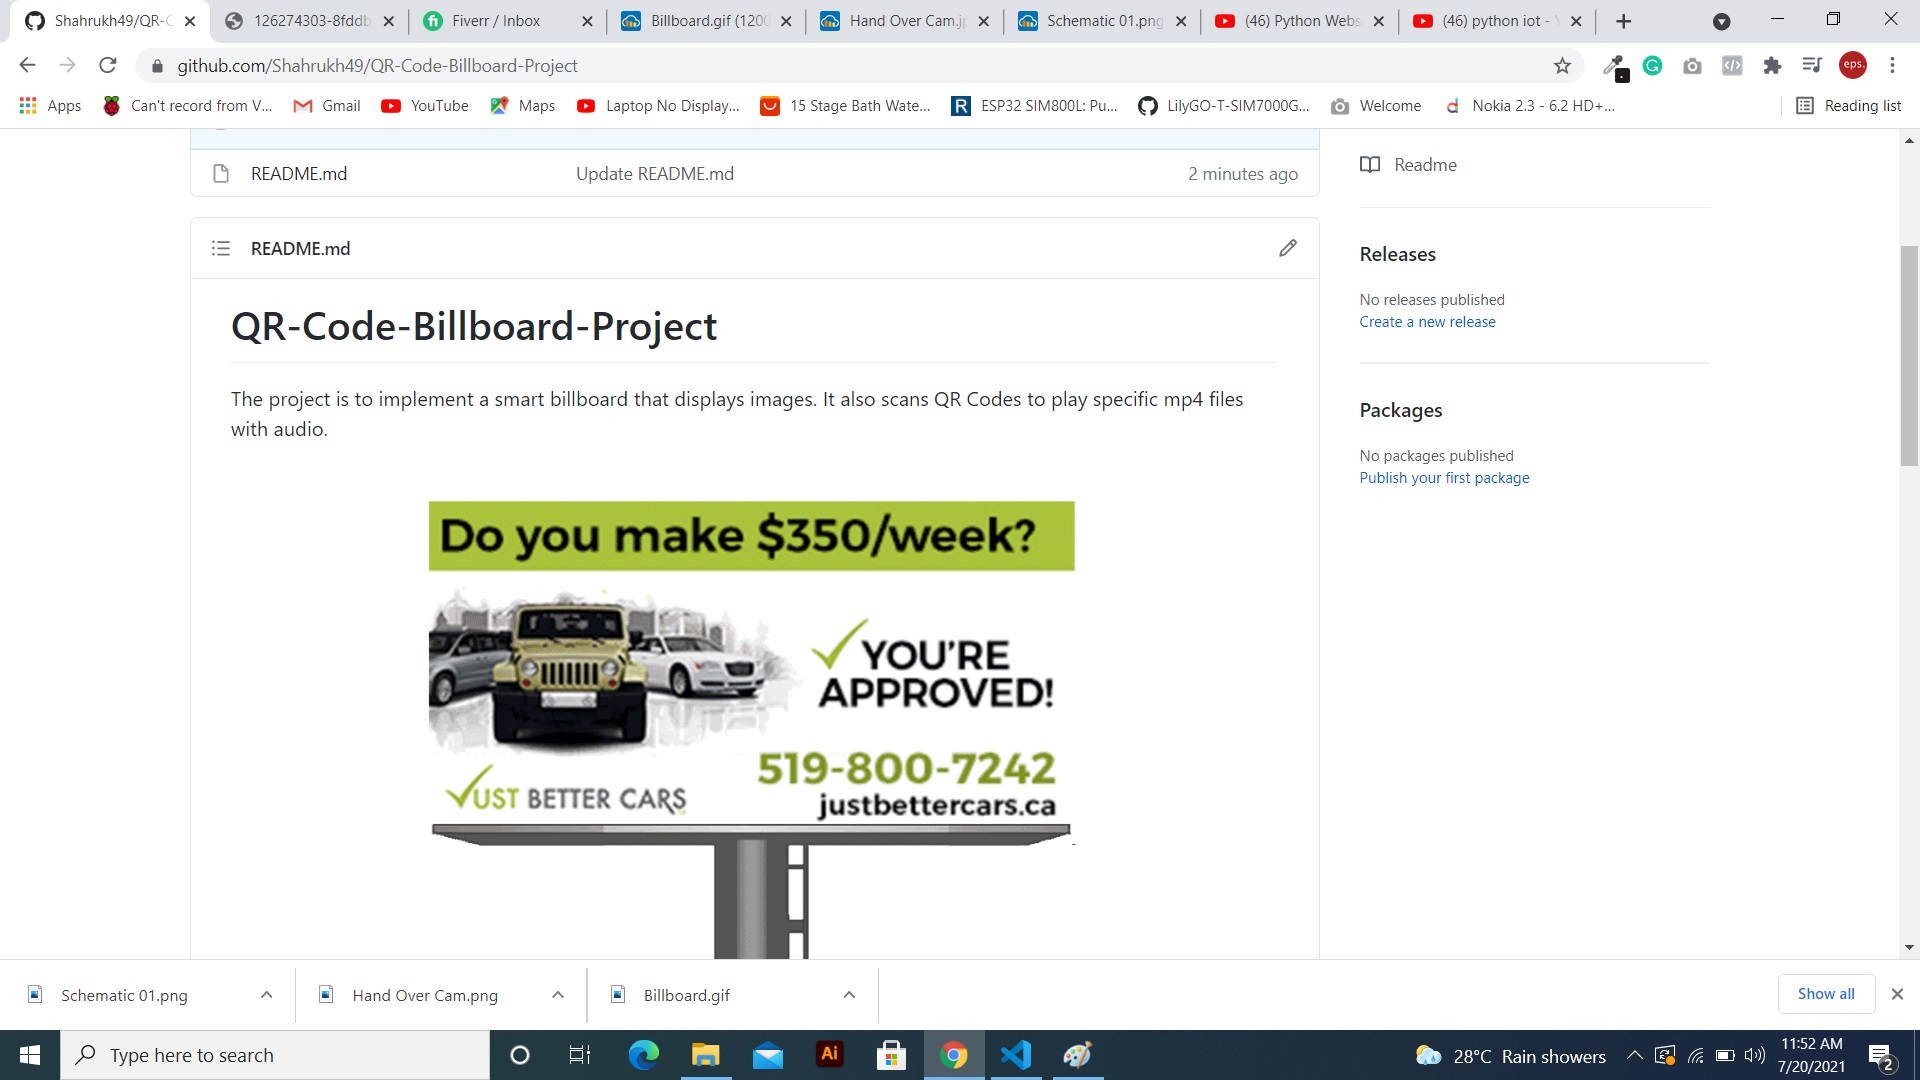 Shahrukh49/QR-C
126274303-8fddb
Fiverr / Inbox
Billboard.gif (1200
Hand Over Cam.j
Schematic 01.png
(46) Python Webs
(46) python iot - Y
github.com/Shahrukh49/QR-Code-Billboard-Project
eps.
Apps
Can't record from V...
Gmail
YouTube
Maps
Laptop No Display...
15 Stage Bath Wate...
R
ESP32 SIM800L: Pu...
LilyGO-T-SIM7000G...
Welcome
Nokia 2.3 - 6.2 HD+...
Reading list
README.md
Update README.md
2 minutes ago
Readme
README.md
Releases
No releases published
Create a new release
QR-Code-Billboard-Project
The project is to implement a smart billboard that displays images. It also scans QR Codes to play specific mp4 files
with audio.
Packages
No packages published
Publish your first package
Do you make $350/week?
YOU'RE
APPROVED!
519-800-7242
JUST BETTER CARS
justbettercars.ca
Schematic 01.png
Hand Over Cam.png
Billboard.gif
Show all
Type here to search
Ai
28°C Rain showers
11:52 AM
7/20/2021
2